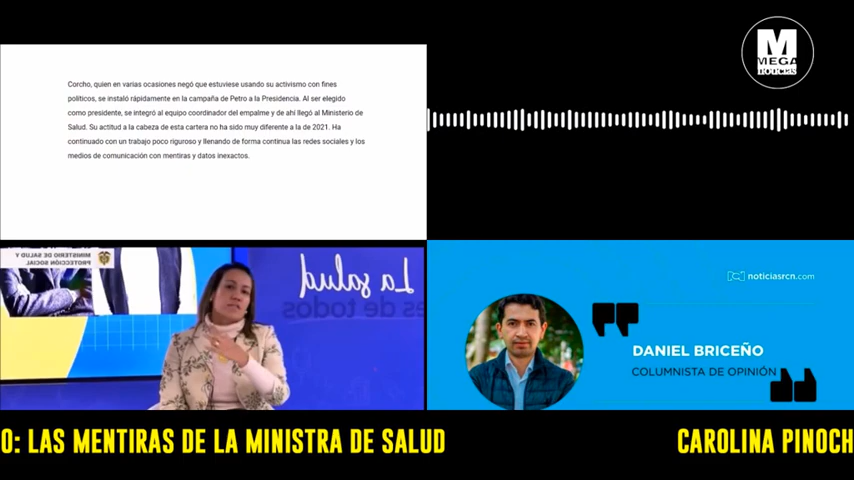 M
MEGA
noticias
Corcho, quien en varias ocasiones negó que estuviese usando su activismo con fines
políticos, se instaló rápidamente en la campaña de Petro a la Presidencia. Al ser elegido
como presidente, se integró al equipo coordinador del empalme y de ahí llegó al Ministerio de
Salud. Su actitud a la cabeza de esta cartera no ha sido muy diferente a la de 2021. Ha
continuado con un trabajo poco riguroso y llenando de forma continua las redes sociales y los
medios de comunicación con mentiras y datos inexactos.
MINISTERIO DE SALUD Y
PROTECCIÓN SOCIAL
La salud
es de todos
noticiasrcn.com
DANIEL BRICEÑO
COLUMNISTA DE OPINIÓN
O: LAS MENTIRAS DE LA MINISTRA DE SALUD
CAROLINA PINOCH